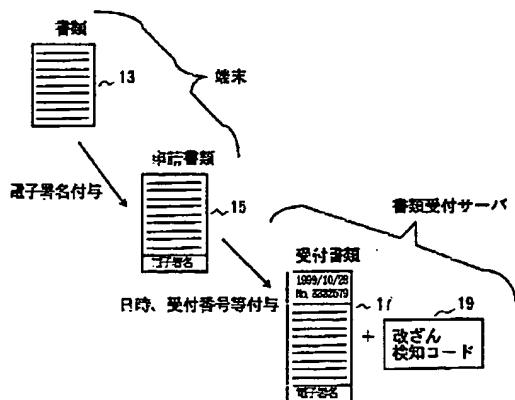 書類
13
端末
申請書類
電子署名付与
15
電子署名
書類受付サーバ
受付書類
1999/10/28
No. 8332679
日時、受付番号等付与
17
19
+
改ざん
検知コード
電子署名